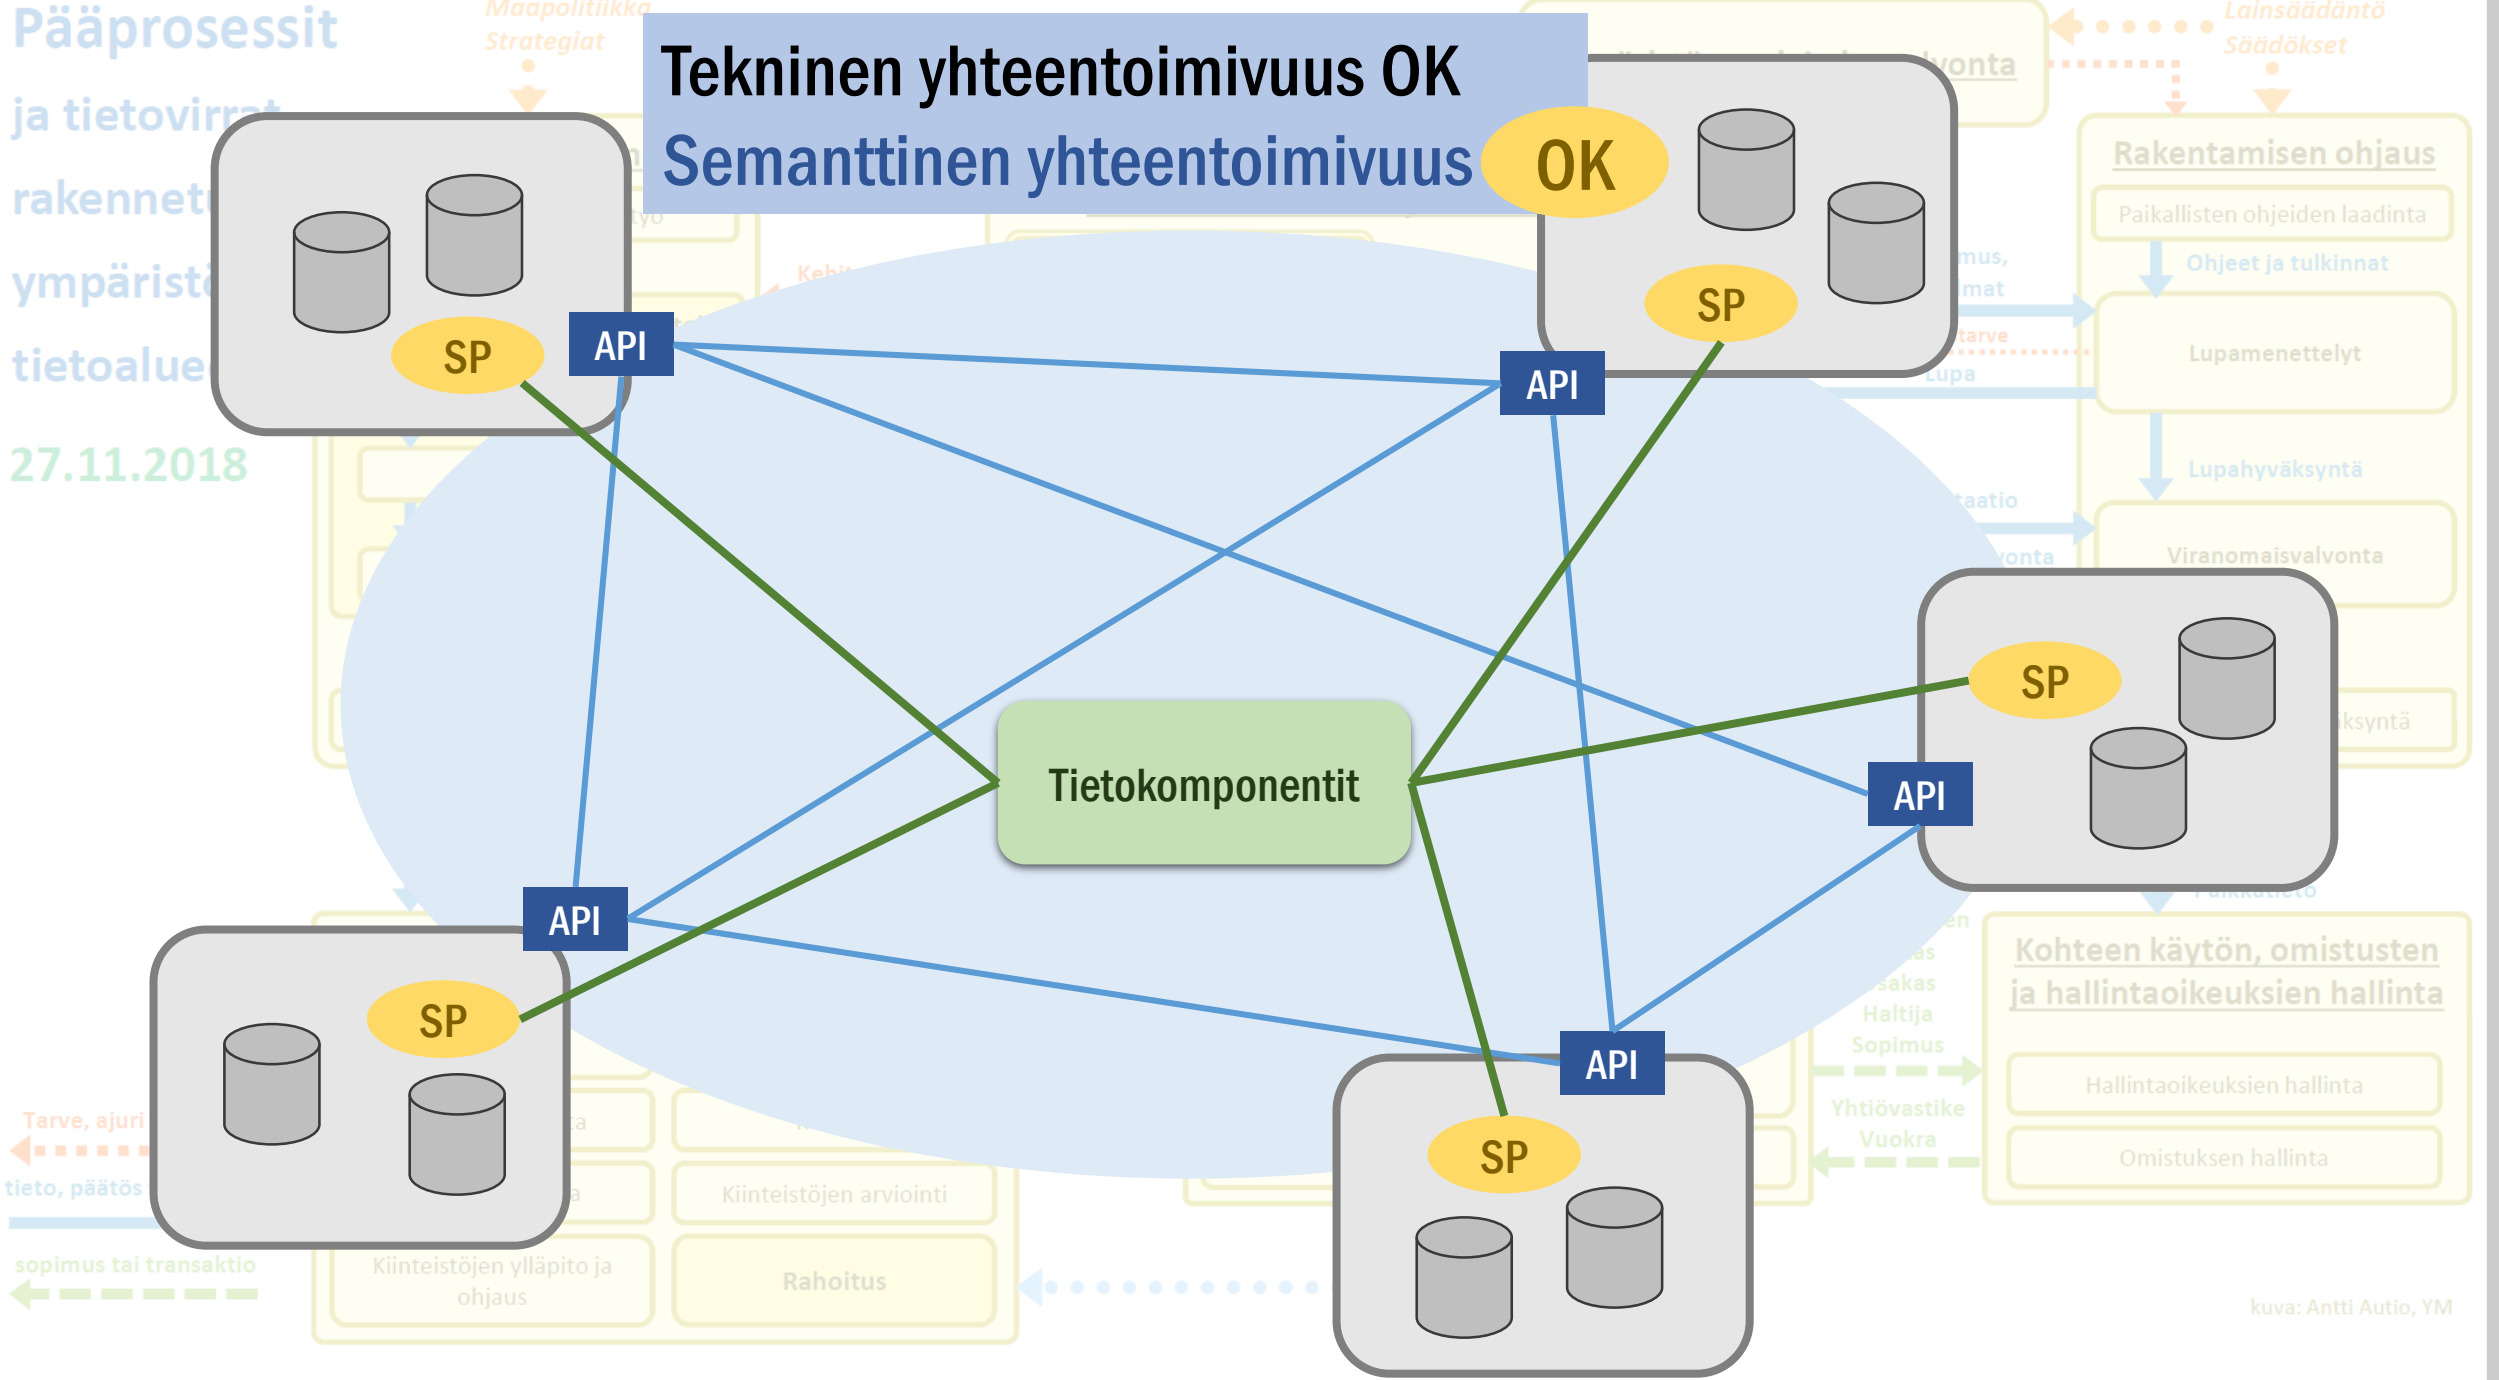 Pääprosessit
ja tietovirrat
27.11.2018
Maapolitiikka
Strategiat
Tekninen yhteentoimivuus OK
Semanttinen yhteentoimivuus OK
Lainsäädäntö
Säädökset
Rakentamisen ohjaus
Paikallisten ohjeiden laadinta
Ohjeet ja tulkinnat
Lupamenettelyt
tarve
Lupa
Lupahyväksyntä
Viranomaisvalvonta
SP
API
SP
API
SP
API
Tietokomponentit
API
SP
API
SP
Kohteen käytön, omistusten
ja hallintaoikeuksien hallinta
Haltija
Sopimus
Hallintaoikeuksien hallinta
Yhtiövastike
Vuokra
Omistuksen hallinta
Tarve, ajuri
tieto, päätös
sopimus tai transaktio
Kiinteistöjen arviointi
Kiinteistöjen ylläpito ja
ohjaus
Rahoitus
kuva: Antti Autio, YM